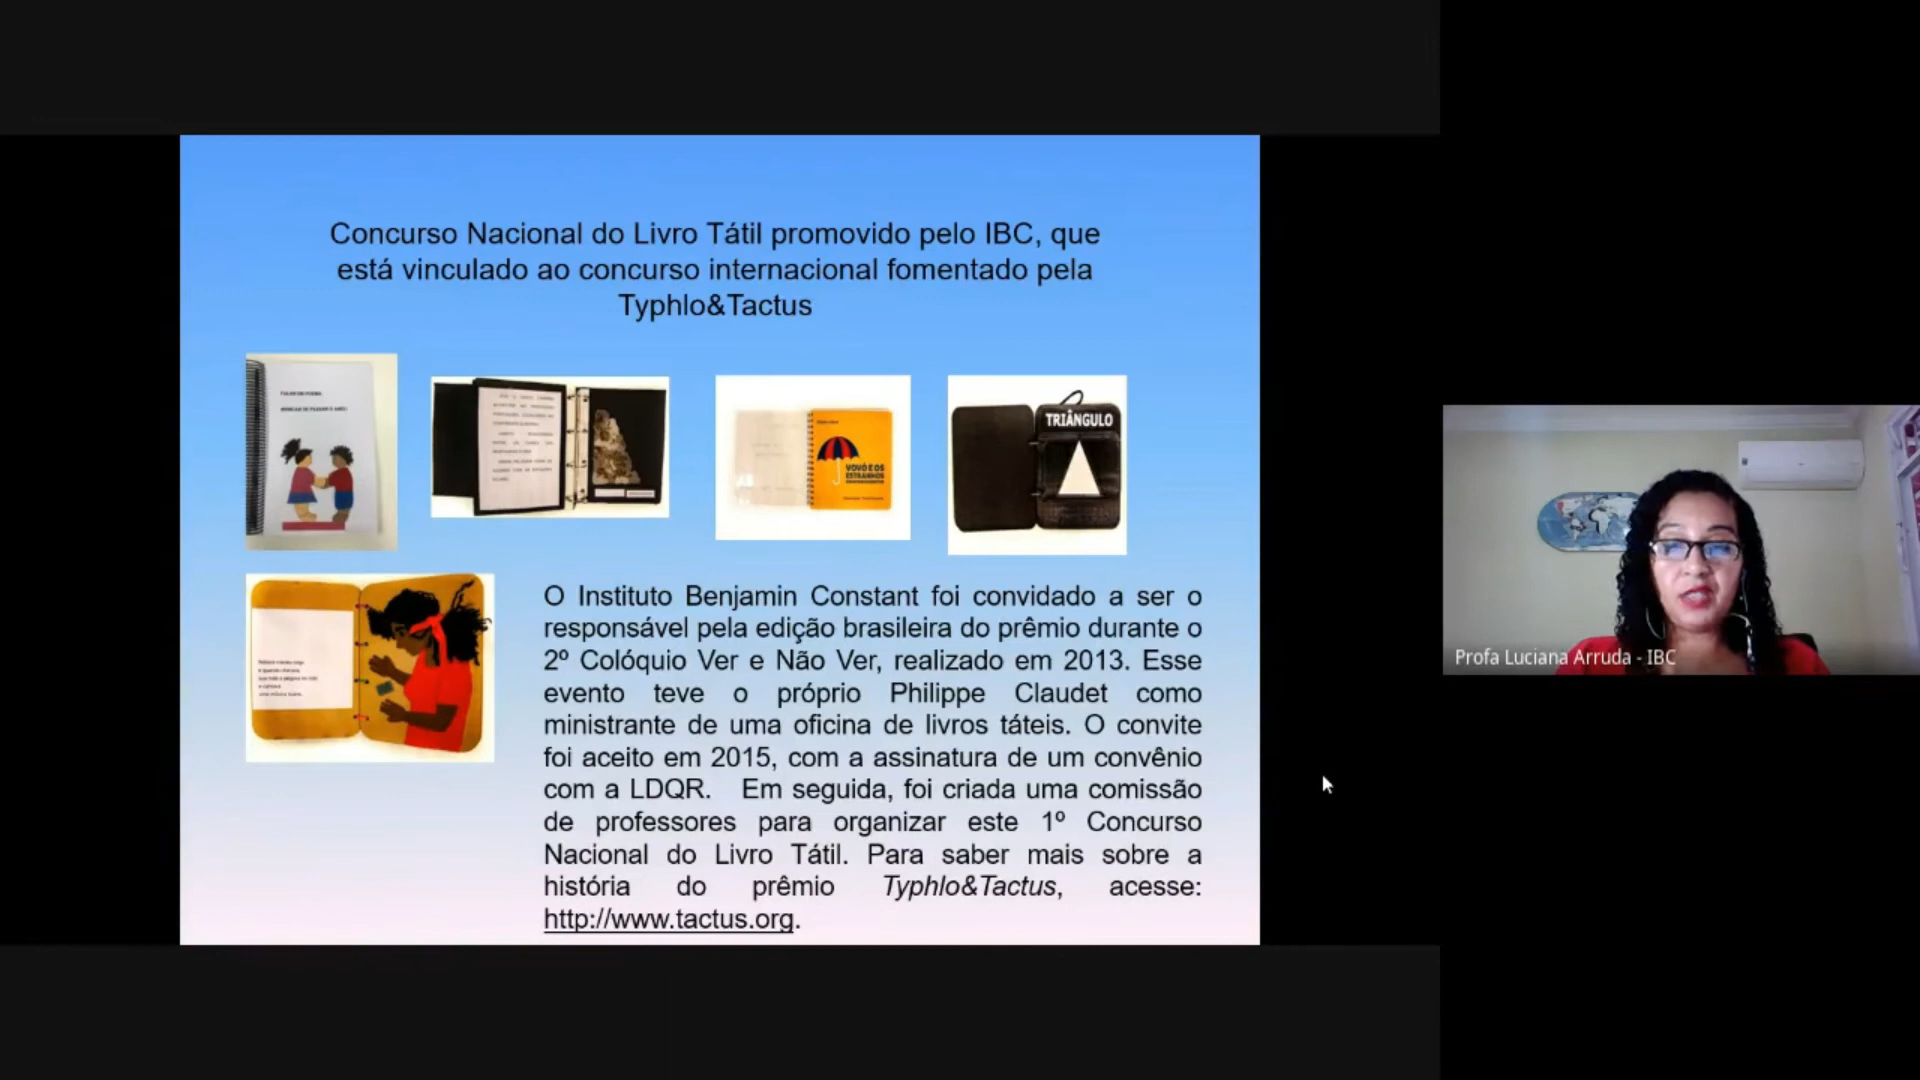 Concurso Nacional do Livro Tátil promovido pelo IBC, que
está vinculado ao concurso internacional fomentado pela
Typhlo&Tactus
VOVÓ E OS
ESTRANHOS
TRIÂNGULO
O Instituto Benjamin Constant foi convidado a ser o
responsável pela edição brasileira do prêmio durante o
2º Colóquio Ver e Não Ver, realizado em 2013. Esse
evento teve o próprio Philippe Claudet como
ministrante de uma oficina de livros táteis. O convite
foi aceito em 2015, com a assinatura de um convênio
com a LDQR. Em seguida, foi criada uma comissão
de professores para organizar este 1º Concurso
Nacional do Livro Tátil. Para saber mais sobre a
história do prêmio Typhlo&Tactus, acesse:
http://www.tactus.org.
Profa Luciana Arruda - IBC